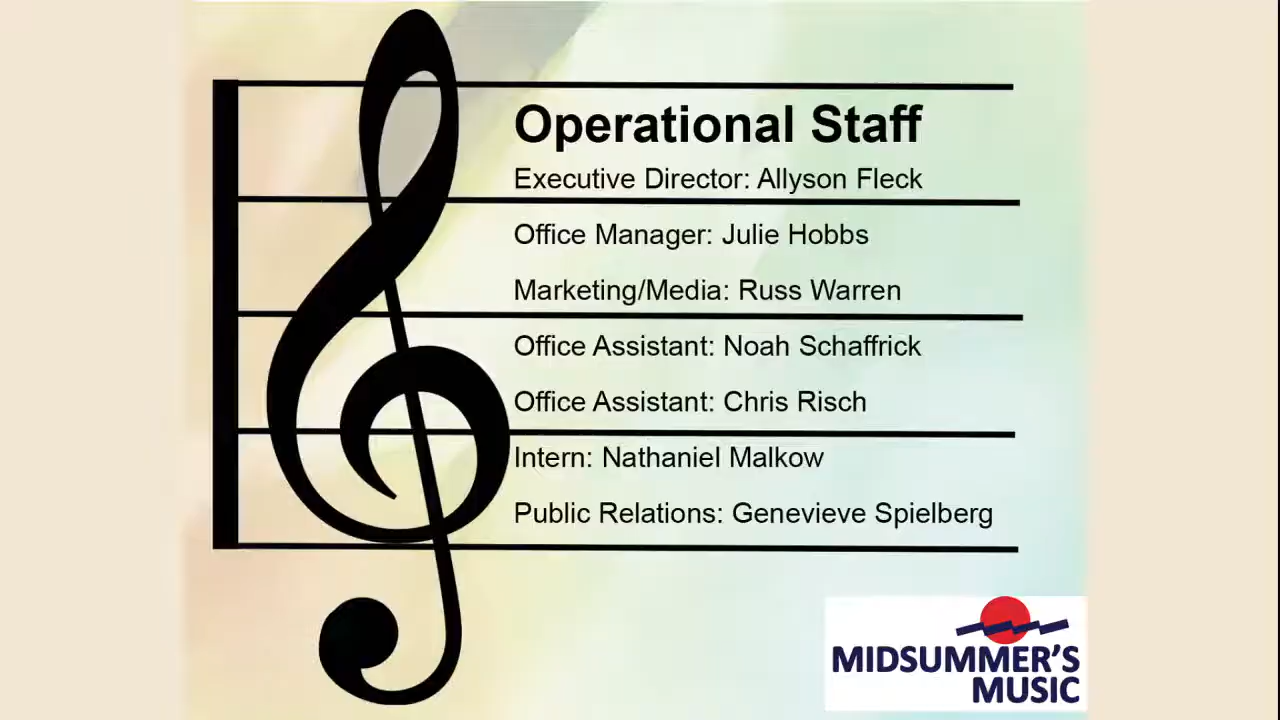 Operational Staff
Executive Director: Allyson Fleck
Office Manager: Julie Hobbs
Marketing/Media: Russ Warren
Office Assistant: Noah Schaffrick
Office Assistant: Chris Risch
Intern: Nathaniel Malkow
Public Relations: Genevieve Spielberg
MIDSUMMER'S
MUSIC